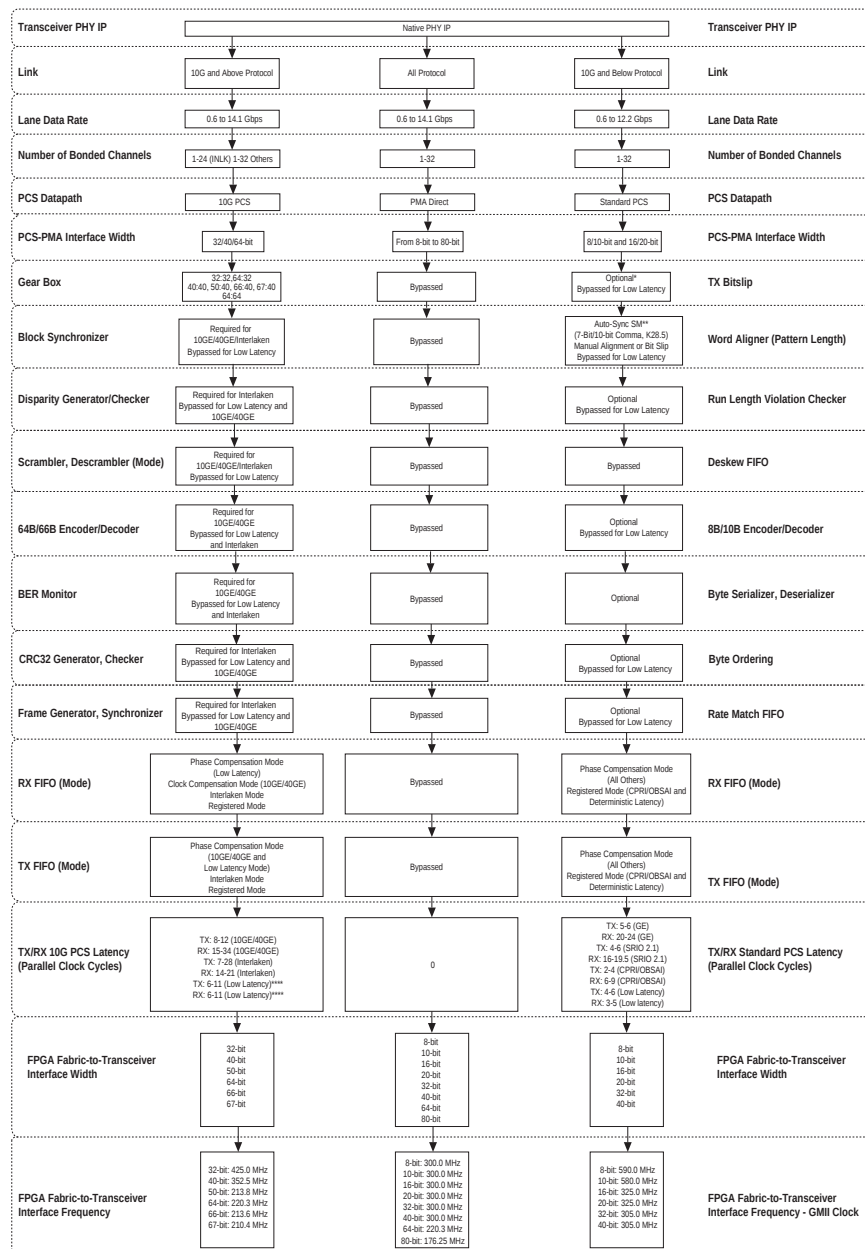 Transceiver PHY IP
Native PHY IP
Transceiver PHY IP
Link
10G and Above Protocol
All Protocol
10G and Below Protocol
Link
Lane Data Rate
0.6 to 14.1 Gbps
0.6 to 14.1 Gbps
0.6 to 12.2 Gbps
Lane Data Rate
Number of Bonded Channels
1-24 (INLK) 1-32 Others
1-32
1-32
Number of Bonded Channels
PCS Datapath
10G PCS
PMA Direct
Standard PCS
PCS Datapath
PCS-PMA Interface Width
32/40/64-bit
From 8-bit to 80-bit
8/10-bit and 16/20-bit
PCS-PMA Interface Width
Gear Box
32:32,64:32
40:40, 50:40, 66:40, 67:40
64:64
Bypassed
Optional*
Bypassed for Low Latency
TX Bitslip
Block Synchronizer
Required for
10GE/40GE/Interlaken
Bypassed for Low Latency
Bypassed
Auto-Sync SM**
(7-Bit/10-bit Comma, K28.5)
Manual Alignment or Bit Slip
Bypassed for Low Latency
Word Aligner (Pattern Length)
Disparity Generator/Checker
Required for Interlaken
Bypassed for Low Latency and
10GE/40GE
Bypassed
Optional
Bypassed for Low Latency
Run Length Violation Checker
Scrambler, Descrambler (Mode)
Required for
10GE/40GE/Interlaken
Bypassed for Low Latency
Bypassed
Bypassed
Deskew FIFO
64B/66B Encoder/Decoder
Required for
10GE/40GE
Bypassed for Low Latency
and Interlaken
Bypassed
Optional
Bypassed for Low Latency
8B/10B Encoder/Decoder
BER Monitor
Required for
10GE/40GE
Bypassed for Low Latency
and Interlaken
Bypassed
Optional
Byte Serializer, Deserializer
CRC32 Generator, Checker
Required for Interlaken
Bypassed for Low Latency and
10GE/40GE
Bypassed
Optional
Bypassed for Low Latency
Byte Ordering
Frame Generator, Synchronizer
Required for Interlaken
Bypassed for Low Latency and
10GE/40GE
Bypassed
Optional
Bypassed for Low Latency
Rate Match FIFO
RX FIFO (Mode)
Phase Compensation Mode
(Low Latency)
Clock Compensation Mode (10GE/40GE)
Interlaken Mode
Registered Mode
Bypassed
Phase Compensation Mode
(All Others)
Registered Mode (CPRI/OBSAI and
Deterministic Latency)
RX FIFO (Mode)
TX FIFO (Mode)
Phase Compensation Mode
(10GE/40GE and
Low Latency Mode)
Interlaken Mode
Registered Mode
Bypassed
Phase Compensation Mode
(All Others)
Registered Mode (CPRI/OBSAI and
Deterministic Latency)
TX FIFO (Mode)
TX/RX 10G PCS Latency
(Parallel Clock Cycles)
TX: 8-12 (10GE/40GE)
RX: 15-34 (10GE/40GE)
TX: 7-28 (Interlaken)
RX: 14-21 (Interlaken)
TX: 6-11 (Low Latency)****
RX: 6-11 (Low Latency)****
0
TX: 5-6 (GE)
RX: 20-24 (GE)
TX: 4-6 (SRIO 2.1)
RX: 16-19.5 (SRIO 2.1)
TX: 2-4 (CPRI/OBSAI)
RX: 6-9 (CPRI/OBSAI)
TX: 4-6 (Low Latency)
RX: 3-5 (Low latency)
TX/RX Standard PCS Latency
(Parallel Clock Cycles)
FPGA Fabric-to-Transceiver
Interface Width
32-bit
40-bit
50-bit
64-bit
66-bit
67-bit
8-bit
10-bit
16-bit
20-bit
32-bit
40-bit
64-bit
80-bit
8-bit
10-bit
16-bit
20-bit
32-bit
40-bit
FPGA Fabric-to-Transceiver
Interface Width
FPGA Fabric-to-Transceiver
Interface Frequency
32-bit: 425.0 MHz
40-bit: 352.5 MHz
50-bit: 213.8 MHz
64-bit: 220.3 MHz
66-bit: 213.6 MHz
67-bit: 210.4 MHz
8-bit: 300.0 MHz
10-bit: 300.0 MHz
16-bit: 300.0 MHz
20-bit: 300.0 MHz
32-bit: 300.0 MHz
40-bit: 300.0 MHz
64-bit: 220.3 MHz
80-bit: 176.25 MHz
8-bit: 590.0 MHz
10-bit: 580.0 MHz
16-bit: 325.0 MHz
20-bit: 325.0 MHz
32-bit: 305.0 MHz
40-bit: 305.0 MHz
FPGA Fabric-to-Transceiver
Interface Frequency - GMII Clock